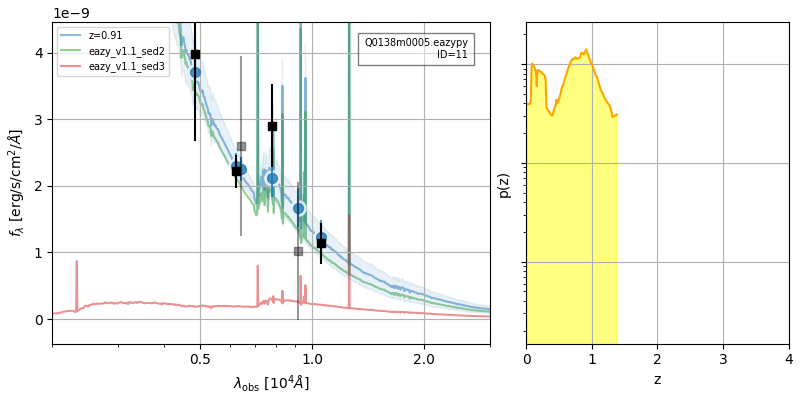 1e−9
z=0.91
eazy_v1.1_sed2
eazy_v1.1_sed3
Q0138m0005.eazypy
ID=11
4
3
2
1
0
f_λ [erg/s/cm²/Å]
0.5 1.0 2.0
λ_obs [10⁴Å]
p(z)
0 1 2 3 4
z